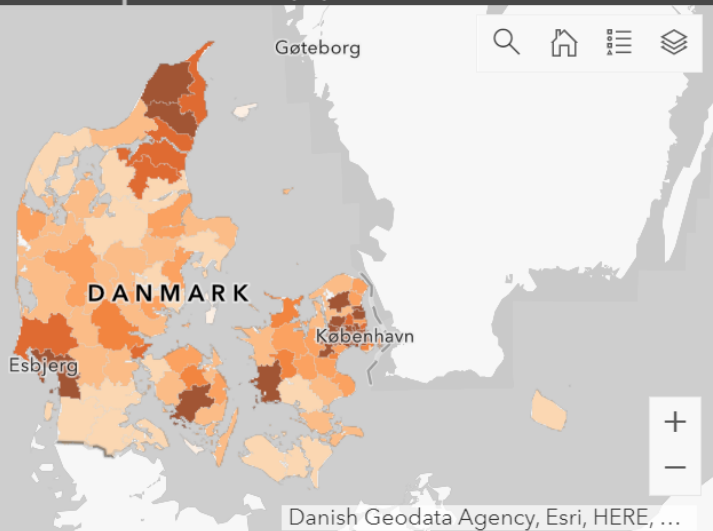 Gøteborg
DANMARK
København
Esbjerg
+
−
Danish Geodata Agency, Esri, HERE, ...